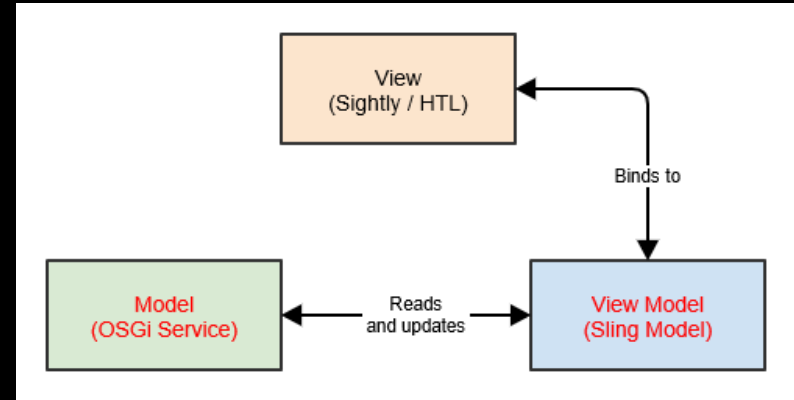 View
(Sightly / HTL)
Binds to
Model
(OSGi Service)
Reads
and updates
View Model
(Sling Model)